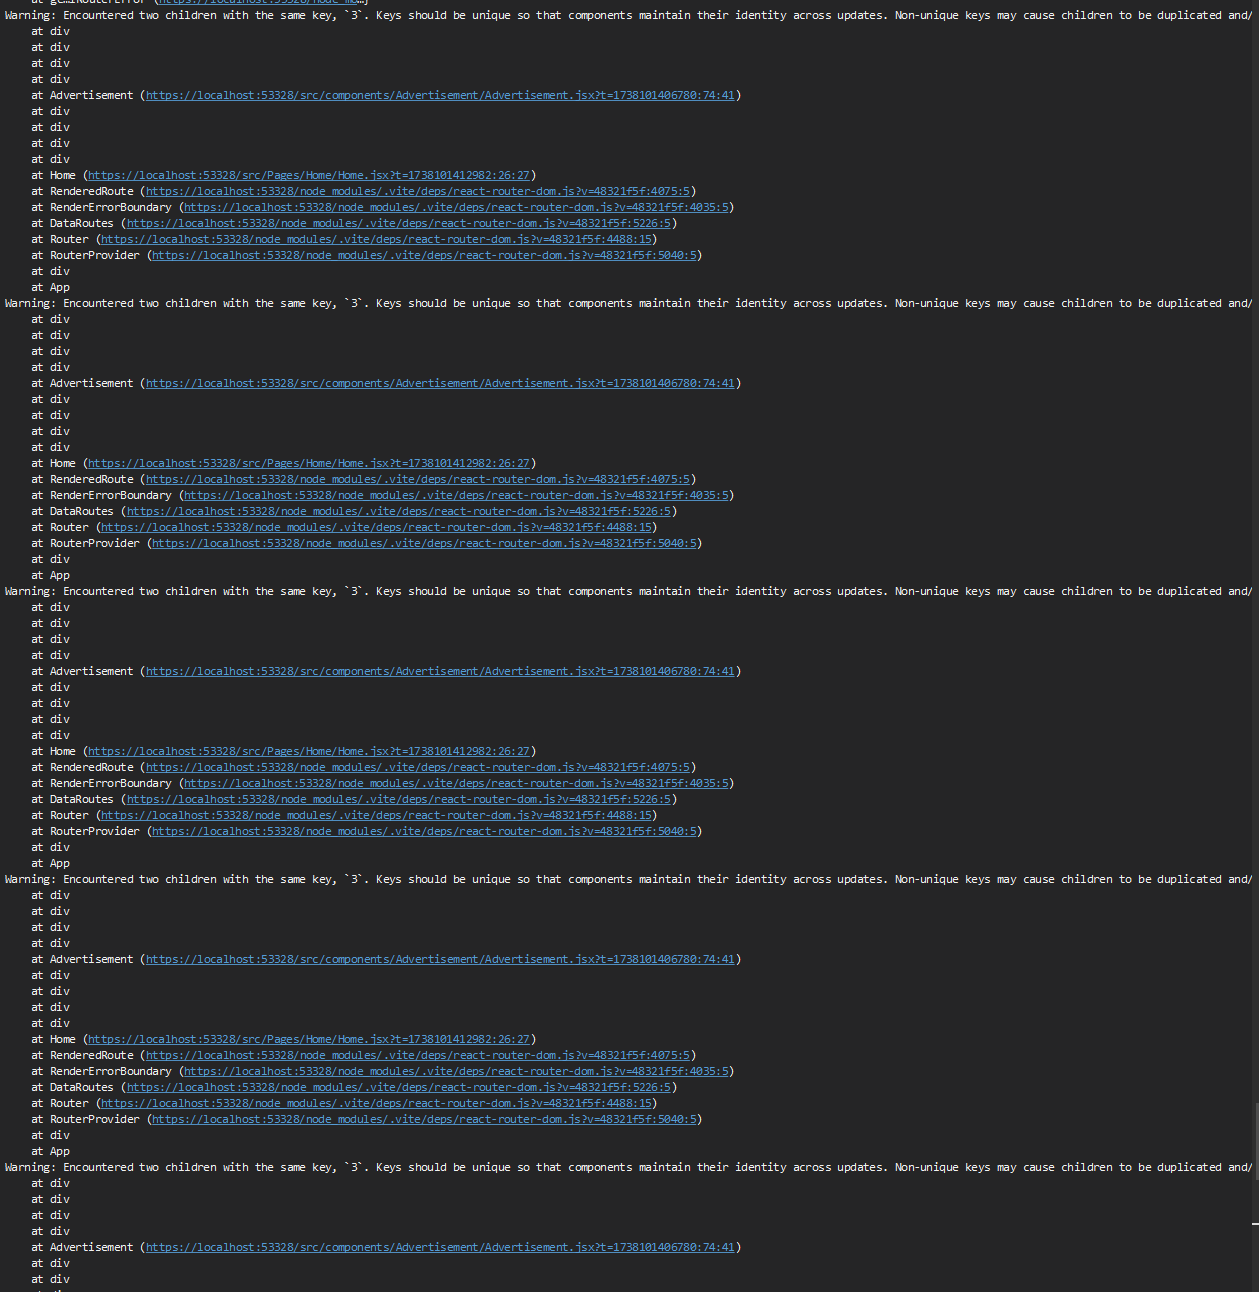 Warning: Encountered two children with the same key, `3`. Keys should be unique so that components maintain their identity across updates. Non-unique keys may cause children to be duplicated and/
at div
at div
at div
at div
at Advertisement (https://localhost:53328/src/components/Advertisement/Advertisement.jsx?t=1738101406780:74:41)
at div
at div
at div
at div
at Home (https://localhost:53328/src/Pages/Home/Home.jsx?t=1738101412982:26:27)
at RenderedRoute (https://localhost:53328/node_modules/.vite/deps/react-router-dom.js?v=48321f5f:4075:5)
at RenderErrorBoundary (https://localhost:53328/node_modules/.vite/deps/react-router-dom.js?v=48321f5f:4035:5)
at DataRoutes (https://localhost:53328/node_modules/.vite/deps/react-router-dom.js?v=48321f5f:5226:5)
at Router (https://localhost:53328/node_modules/.vite/deps/react-router-dom.js?v=48321f5f:4488:15)
at RouterProvider (https://localhost:53328/node_modules/.vite/deps/react-router-dom.js?v=48321f5f:5040:5)
at div
at App
Warning: Encountered two children with the same key, `3`. Keys should be unique so that components maintain their identity across updates. Non-unique keys may cause children to be duplicated and/
at div
at div
at div
at div
at Advertisement (https://localhost:53328/src/components/Advertisement/Advertisement.jsx?t=1738101406780:74:41)
at div
at div
at div
at div
at Home (https://localhost:53328/src/Pages/Home/Home.jsx?t=1738101412982:26:27)
at RenderedRoute (https://localhost:53328/node_modules/.vite/deps/react-router-dom.js?v=48321f5f:4075:5)
at RenderErrorBoundary (https://localhost:53328/node_modules/.vite/deps/react-router-dom.js?v=48321f5f:4035:5)
at DataRoutes (https://localhost:53328/node_modules/.vite/deps/react-router-dom.js?v=48321f5f:5226:5)
at Router (https://localhost:53328/node_modules/.vite/deps/react-router-dom.js?v=48321f5f:4488:15)
at RouterProvider (https://localhost:53328/node_modules/.vite/deps/react-router-dom.js?v=48321f5f:5040:5)
at div
at App
Warning: Encountered two children with the same key, `3`. Keys should be unique so that components maintain their identity across updates. Non-unique keys may cause children to be duplicated and/
at div
at div
at div
at div
at Advertisement (https://localhost:53328/src/components/Advertisement/Advertisement.jsx?t=1738101406780:74:41)
at div
at div
at div
at div
at Home (https://localhost:53328/src/Pages/Home/Home.jsx?t=1738101412982:26:27)
at RenderedRoute (https://localhost:53328/node_modules/.vite/deps/react-router-dom.js?v=48321f5f:4075:5)
at RenderErrorBoundary (https://localhost:53328/node_modules/.vite/deps/react-router-dom.js?v=48321f5f:4035:5)
at DataRoutes (https://localhost:53328/node_modules/.vite/deps/react-router-dom.js?v=48321f5f:5226:5)
at Router (https://localhost:53328/node_modules/.vite/deps/react-router-dom.js?v=48321f5f:4488:15)
at RouterProvider (https://localhost:53328/node_modules/.vite/deps/react-router-dom.js?v=48321f5f:5040:5)
at div
at App
Warning: Encountered two children with the same key, `3`. Keys should be unique so that components maintain their identity across updates. Non-unique keys may cause children to be duplicated and/
at div
at div
at div
at div
at Advertisement (https://localhost:53328/src/components/Advertisement/Advertisement.jsx?t=1738101406780:74:41)
at div
at div
at div
at div
at Home (https://localhost:53328/src/Pages/Home/Home.jsx?t=1738101412982:26:27)
at RenderedRoute (https://localhost:53328/node_modules/.vite/deps/react-router-dom.js?v=48321f5f:4075:5)
at RenderErrorBoundary (https://localhost:53328/node_modules/.vite/deps/react-router-dom.js?v=48321f5f:4035:5)
at DataRoutes (https://localhost:53328/node_modules/.vite/deps/react-router-dom.js?v=48321f5f:5226:5)
at Router (https://localhost:53328/node_modules/.vite/deps/react-router-dom.js?v=48321f5f:4488:15)
at RouterProvider (https://localhost:53328/node_modules/.vite/deps/react-router-dom.js?v=48321f5f:5040:5)
at div
at App
Warning: Encountered two children with the same key, `3`. Keys should be unique so that components maintain their identity across updates. Non-unique keys may cause children to be duplicated and/
at div
at div
at div
at div
at Advertisement (https://localhost:53328/src/components/Advertisement/Advertisement.jsx?t=1738101406780:74:41)
at div
at div